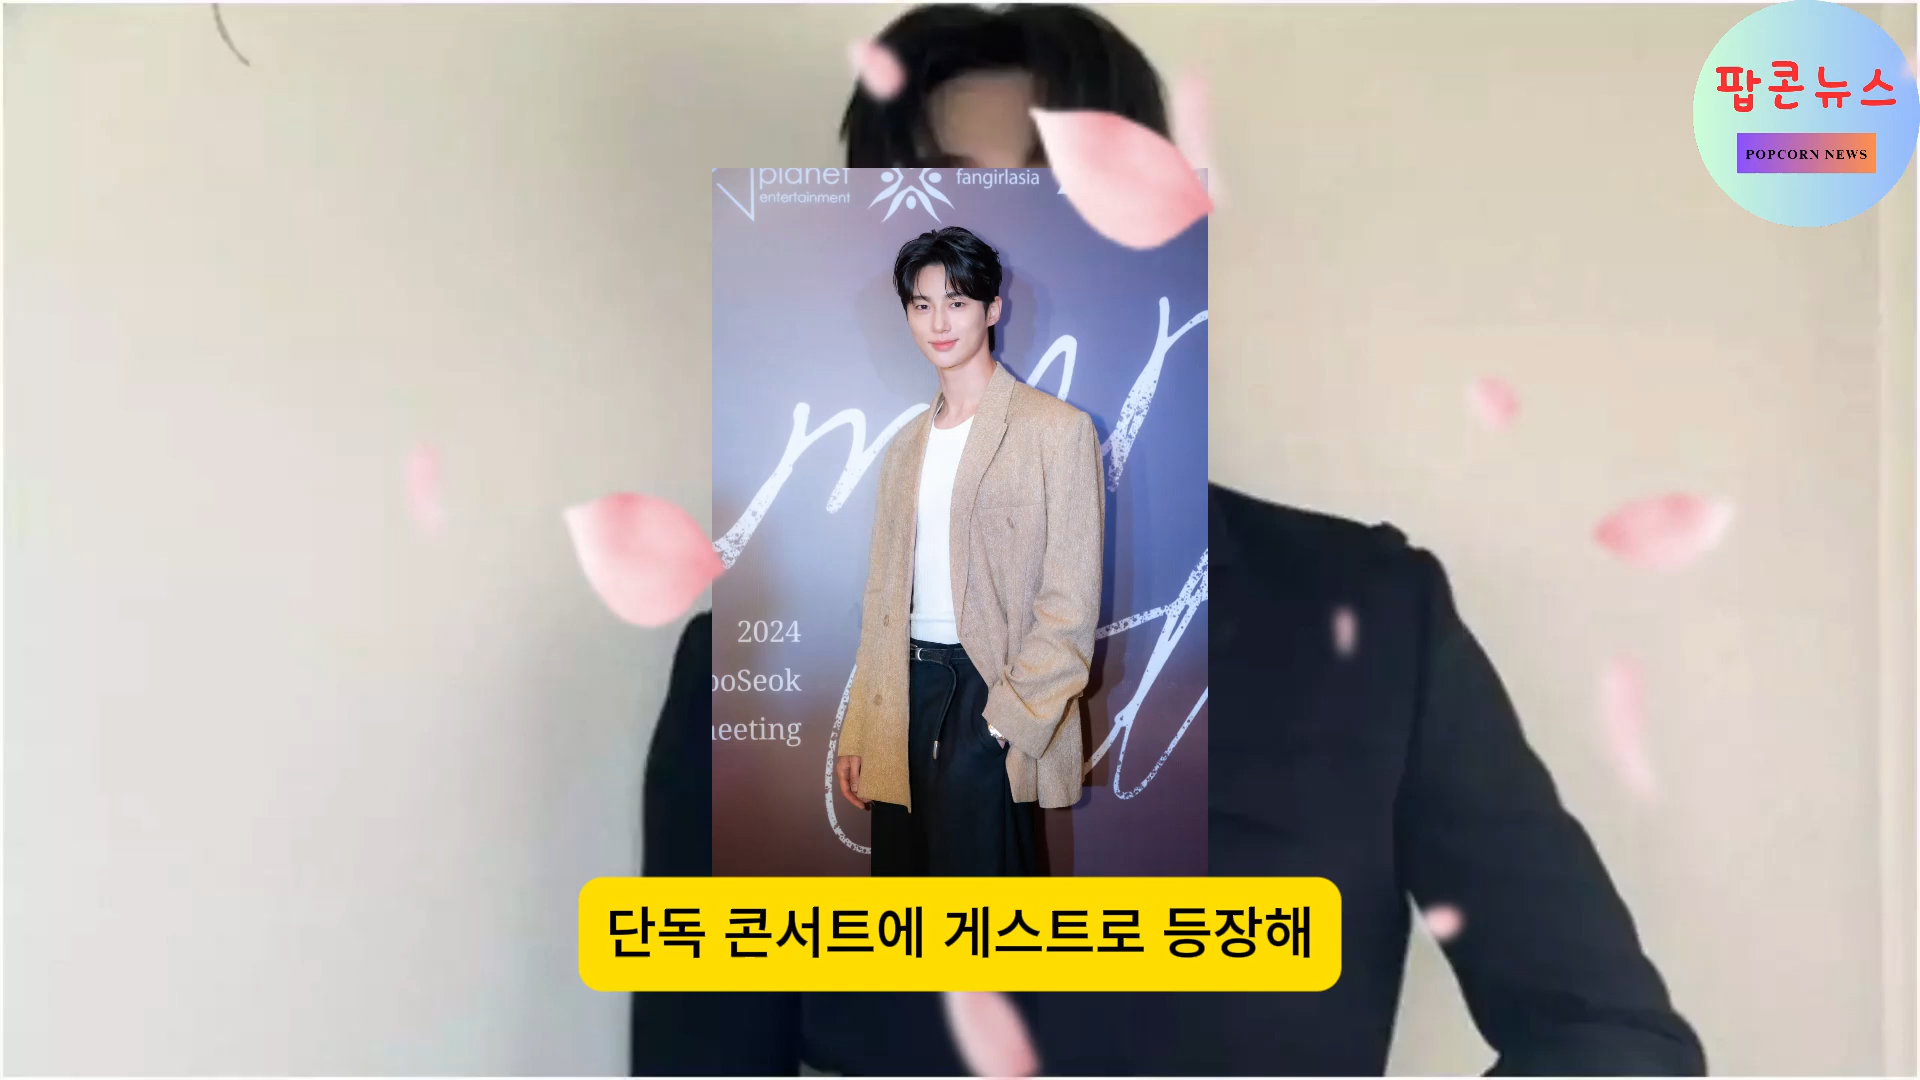 팝콘뉴스
POPCORN NEWS
planet
entertainment
fangirlasia
2024
ooSeok
eeting
단독 콘서트에 게스트로 등장해